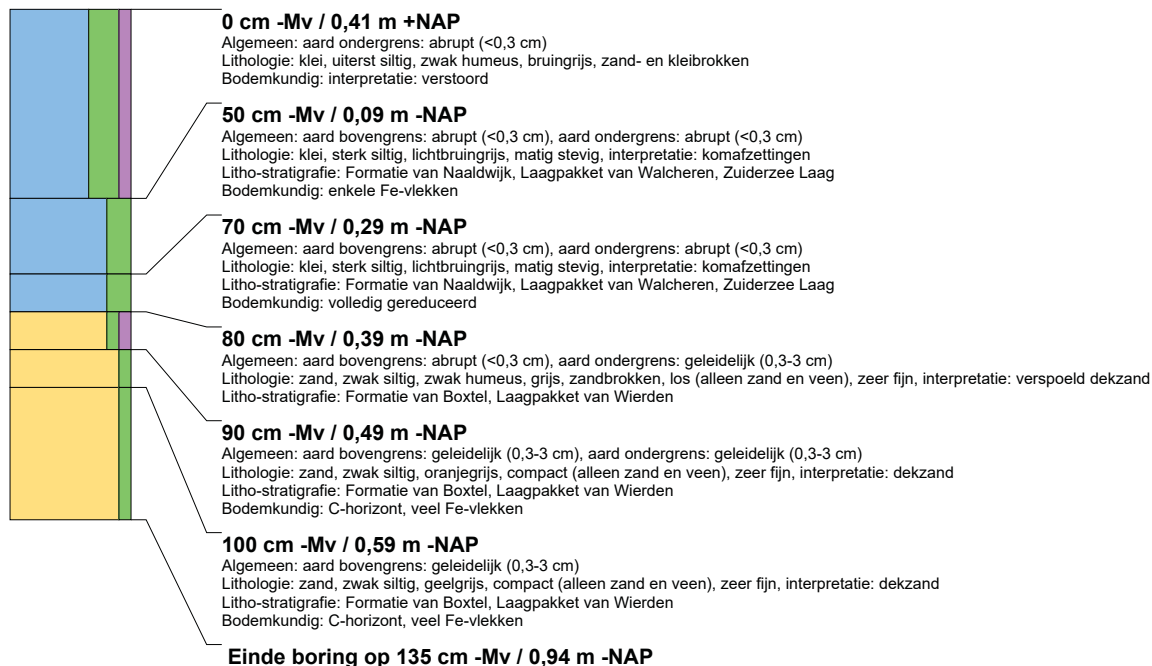 0 cm -Mv / 0,41 m +NAP
Algemeen: aard ondergrens: abrupt (<0,3 cm)
Lithologie: klei, uiterst siltig, zwak humeus, bruingrijs, zand- en kleibrokken
Bodemkundig: interpretatie: verstoord
50 cm -Mv / 0,09 m -NAP
Algemeen: aard bovengrens: abrupt (<0,3 cm), aard ondergrens: abrupt (<0,3 cm)
Lithologie: klei, sterk siltig, lichtbruingrijs, matig stevig, interpretatie: komafzettingen
Litho-stratigrafie: Formatie van Naaldwijk, Laagpakket van Walcheren, Zuiderzee Laag
Bodemkundig: enkele Fe-vlekken
70 cm -Mv / 0,29 m -NAP
Algemeen: aard bovengrens: abrupt (<0,3 cm), aard ondergrens: abrupt (<0,3 cm)
Lithologie: klei, sterk siltig, lichtbruingrijs, matig stevig, interpretatie: komafzettingen
Litho-stratigrafie: Formatie van Naaldwijk, Laagpakket van Walcheren, Zuiderzee Laag
Bodemkundig: volledig gereduceerd
80 cm -Mv / 0,39 m -NAP
Algemeen: aard bovengrens: abrupt (<0,3 cm), aard ondergrens: geleidelijk (0,3-3 cm)
Lithologie: zand, zwak siltig, zwak humeus, grijs, zandbrokken, los (alleen zand en veen), zeer fijn, interpretatie: verspoeld dekzand
Litho-stratigrafie: Formatie van Boxtel, Laagpakket van Wierden
90 cm -Mv / 0,49 m -NAP
Algemeen: aard bovengrens: geleidelijk (0,3-3 cm), aard ondergrens: geleidelijk (0,3-3 cm)
Lithologie: zand, zwak siltig, oranjegrijs, compact (alleen zand en veen), zeer fijn, interpretatie: dekzand
Litho-stratigrafie: Formatie van Boxtel, Laagpakket van Wierden
Bodemkundig: C-horizont, veel Fe-vlekken
100 cm -Mv / 0,59 m -NAP
Algemeen: aard bovengrens: geleidelijk (0,3-3 cm)
Lithologie: zand, zwak siltig, geelgrijs, compact (alleen zand en veen), zeer fijn, interpretatie: dekzand
Litho-stratigrafie: Formatie van Boxtel, Laagpakket van Wierden
Bodemkundig: C-horizont, veel Fe-vlekken
Einde boring op 135 cm -Mv / 0,94 m -NAP